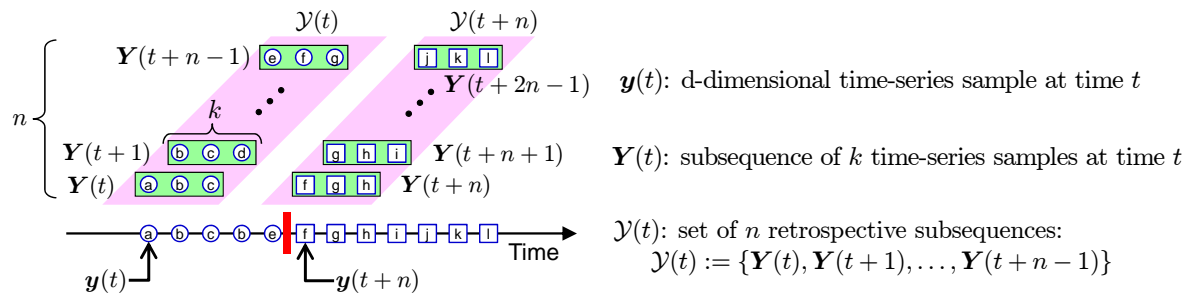 𝒴(t) 𝒴(t + n)
Y(t + n − 1) e f g j k l
Y(t + 2n − 1)
y(t): d-dimensional time-series sample at time t
n
k
Y(t + 1) b c d g h i Y(t + n + 1)
Y(t): subsequence of k time-series samples at time t
Y(t) a b c f g h Y(t + n)
a b c b e f g h i j k l Time
𝒴(t): set of n retrospective subsequences:
𝒴(t) := {Y(t), Y(t + 1), . . . , Y(t + n − 1)}
y(t) y(t + n)